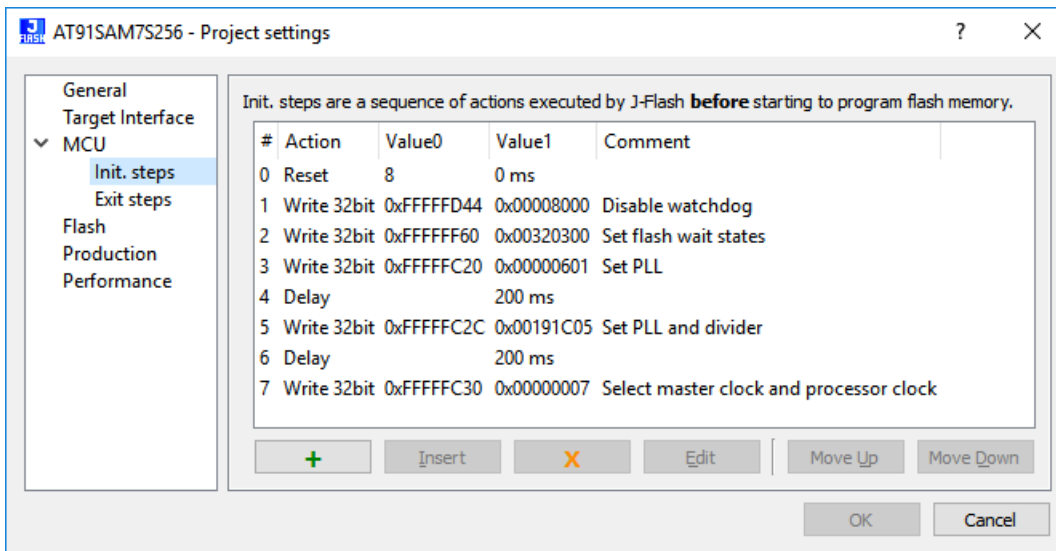 J
FLASH
AT91SAM7S256 - Project settings
?
General
Target Interface
MCU
Init. steps
Exit steps
Flash
Production
Performance
Init. steps are a sequence of actions executed by J-Flash before starting to program flash memory.
# Action Value0 Value1 Comment
0 Reset 8 0 ms
1 Write 32bit 0xFFFFFD44 0x00008000 Disable watchdog
2 Write 32bit 0xFFFFFF60 0x00320300 Set flash wait states
3 Write 32bit 0xFFFFFC20 0x00000601 Set PLL
4 Delay 200 ms
5 Write 32bit 0xFFFFFC2C 0x00191C05 Set PLL and divider
6 Delay 200 ms
7 Write 32bit 0xFFFFFC30 0x00000007 Select master clock and processor clock
+ Insert X Edit Move Up Move Down
OK Cancel